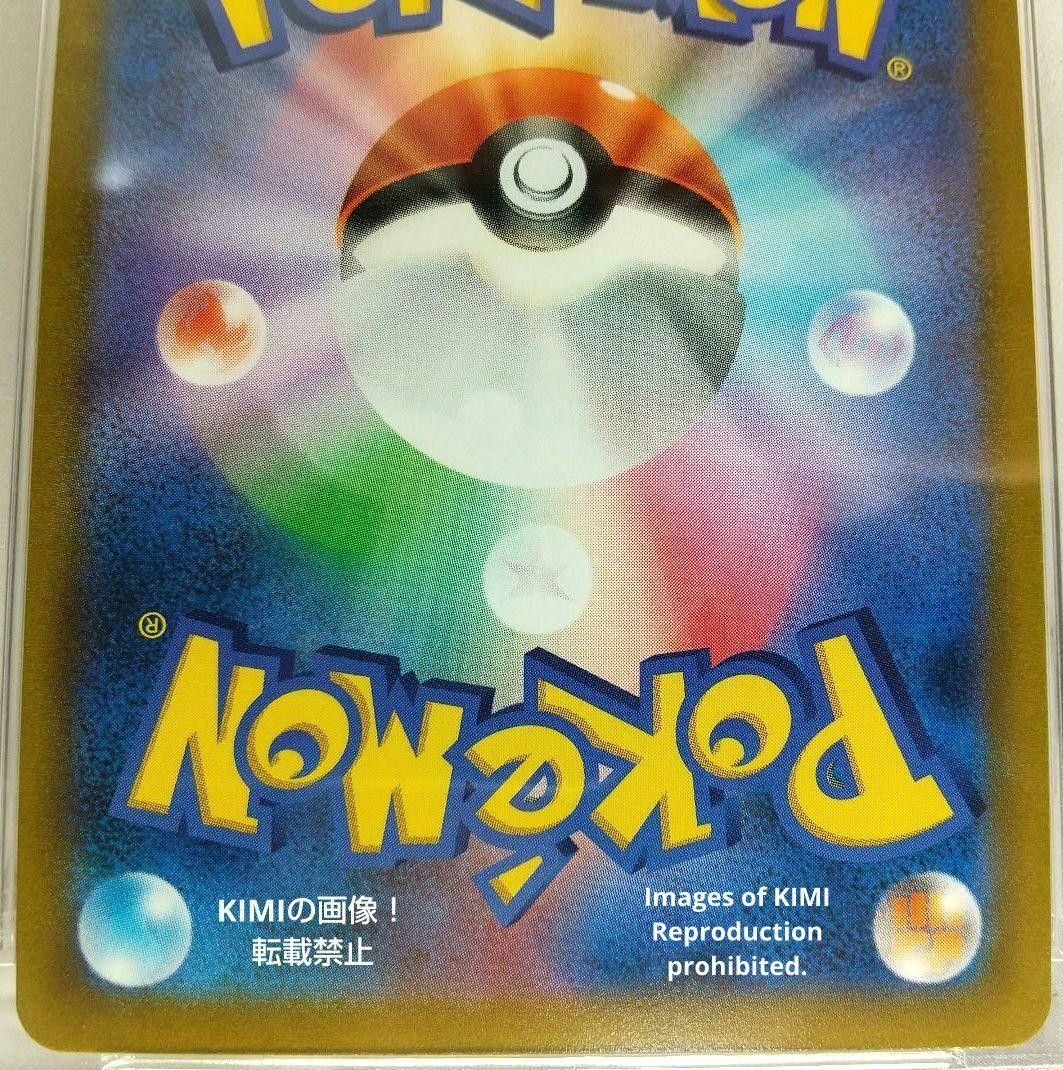 POKÉMON
®
®
POKÉMON
KIMIの画像！
転載禁止
Images of KIMI
Reproduction
prohibited.